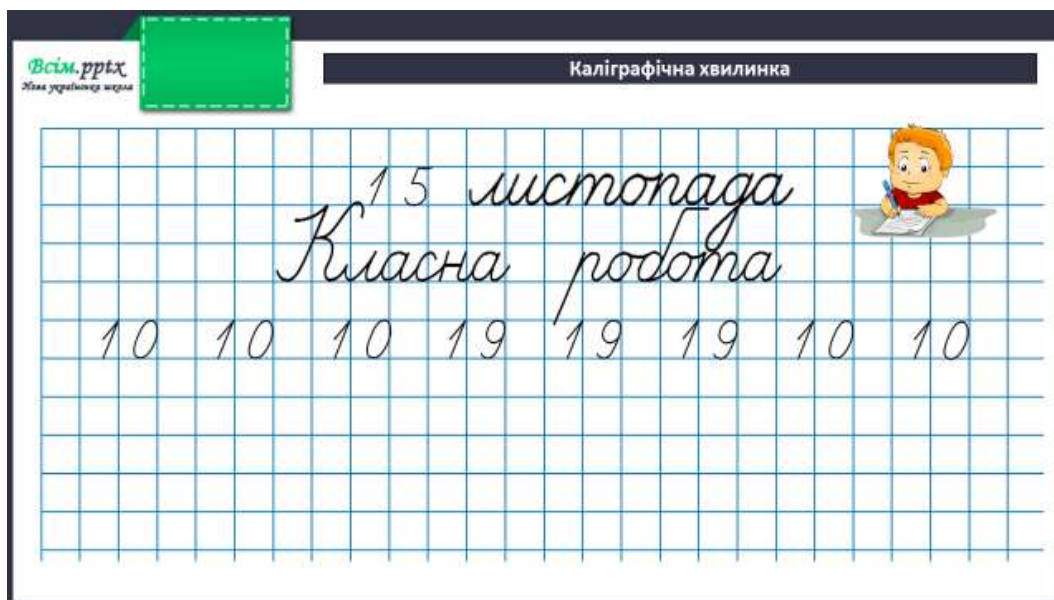 Всім.pptx
Нова українська школа
Каліграфічна хвилинка
15 листопада
Класна робота
10 10 10 19 19 19 10 10